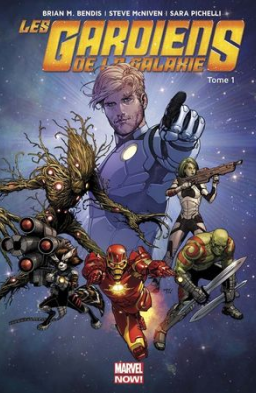 BRIAN M. BENDIS | STEVE McNIVEN | SARA PICHELLI
LES
GARDIENS
DE LA GALAXIE
Tome 1
MARVEL
NOW!